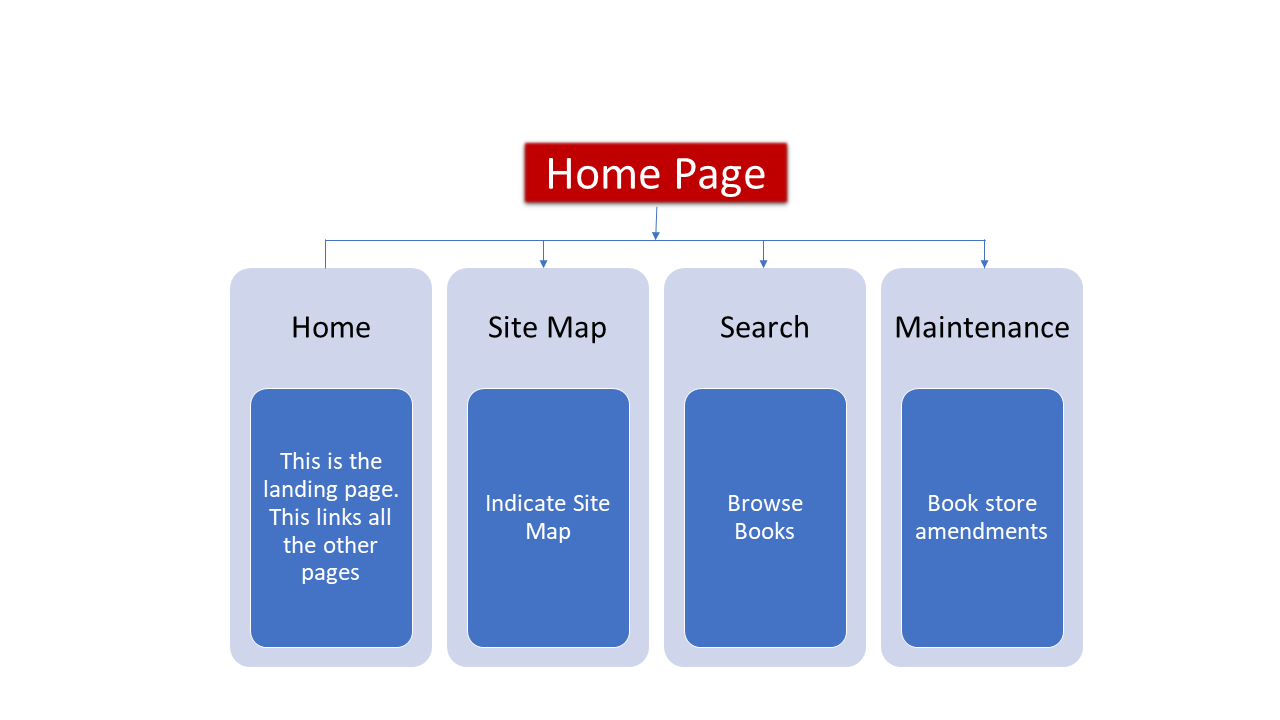 Home Page
Home
Site Map
Search
Maintenance
This is the
landing page.
This links all
the other
pages
Indicate Site
Map
Browse
Books
Book store
amendments